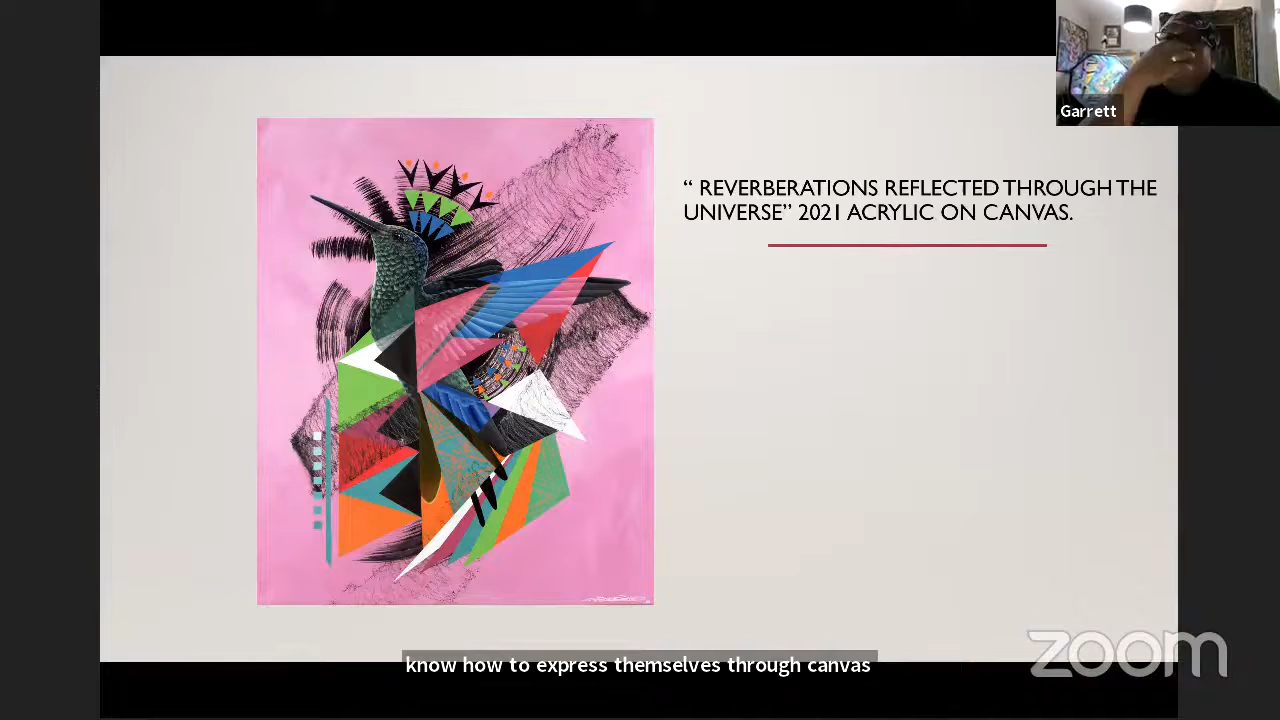 Garrett
“ REVERBERATIONS REFLECTED THROUGH THE
UNIVERSE” 2021 ACRYLIC ON CANVAS.
know how to express themselves through canvas
zoom